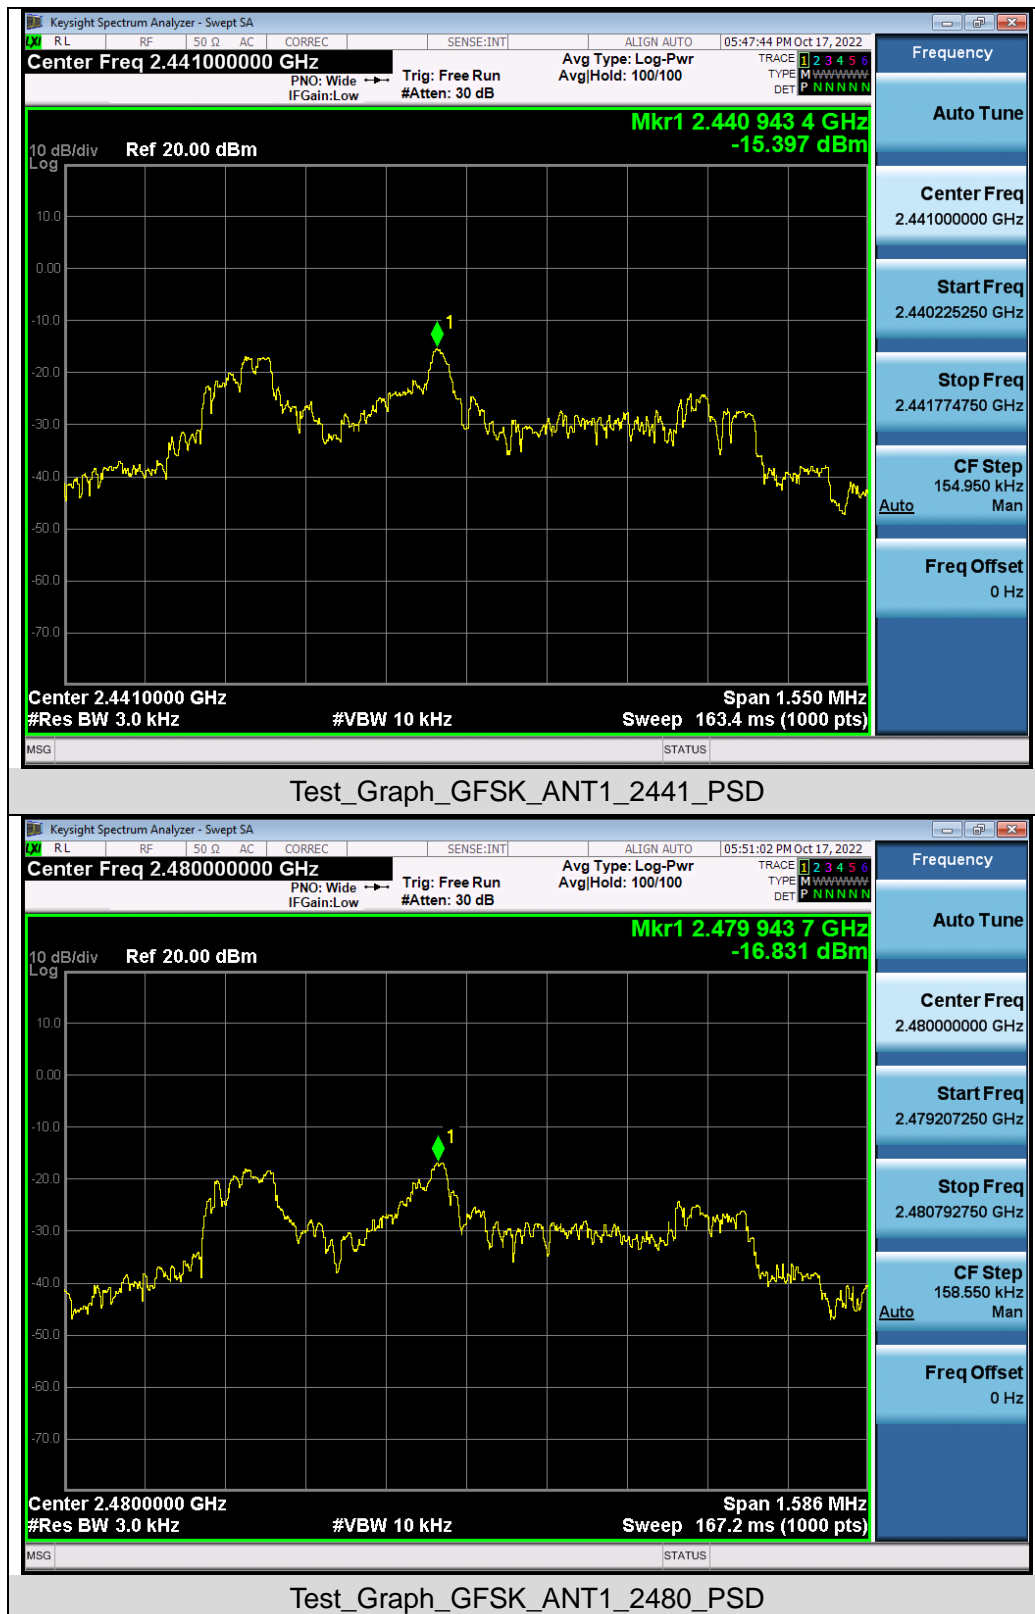 Keysight Spectrum Analyzer - Swept SA
LXI RL RF 50 Ω AC CORREC SENSE:INT ALIGN AUTO 05:47:44 PM Oct 17, 2022
Center Freq 2.441000000 GHz
PNO: Wide
IFGain:Low
Trig: Free Run
#Atten: 30 dB
Avg Type: Log-Pwr
Avg|Hold: 100/100
TRACE 1 2 3 4 5 6
TYPE M W W W W W
DET P N N N N N
Mkr1 2.440 943 4 GHz
-15.397 dBm
10 dB/div Ref 20.00 dBm
Log
10.0
0.00
-10.0
-20.0
-30.0
-40.0
-50.0
-60.0
-70.0
1
Center 2.4410000 GHz Span 1.550 MHz
#Res BW 3.0 kHz #VBW 10 kHz Sweep 163.4 ms (1000 pts)
MSG STATUS
Frequency
Auto Tune
Center Freq
2.441000000 GHz
Start Freq
2.440225250 GHz
Stop Freq
2.441774750 GHz
CF Step
154.950 kHz
Auto Man
Freq Offset
0 Hz
Test_Graph_GFSK_ANT1_2441_PSD
Keysight Spectrum Analyzer - Swept SA
LXI RL RF 50 Ω AC CORREC SENSE:INT ALIGN AUTO 05:51:02 PM Oct 17, 2022
Center Freq 2.480000000 GHz
PNO: Wide
IFGain:Low
Trig: Free Run
#Atten: 30 dB
Avg Type: Log-Pwr
Avg|Hold: 100/100
TRACE 1 2 3 4 5 6
TYPE M W W W W W
DET P N N N N N
Mkr1 2.479 943 7 GHz
-16.831 dBm
10 dB/div Ref 20.00 dBm
Log
10.0
0.00
-10.0
-20.0
-30.0
-40.0
-50.0
-60.0
-70.0
1
Center 2.4800000 GHz Span 1.586 MHz
#Res BW 3.0 kHz #VBW 10 kHz Sweep 167.2 ms (1000 pts)
MSG STATUS
Frequency
Auto Tune
Center Freq
2.480000000 GHz
Start Freq
2.479207250 GHz
Stop Freq
2.480792750 GHz
CF Step
158.550 kHz
Auto Man
Freq Offset
0 Hz
Test_Graph_GFSK_ANT1_2480_PSD